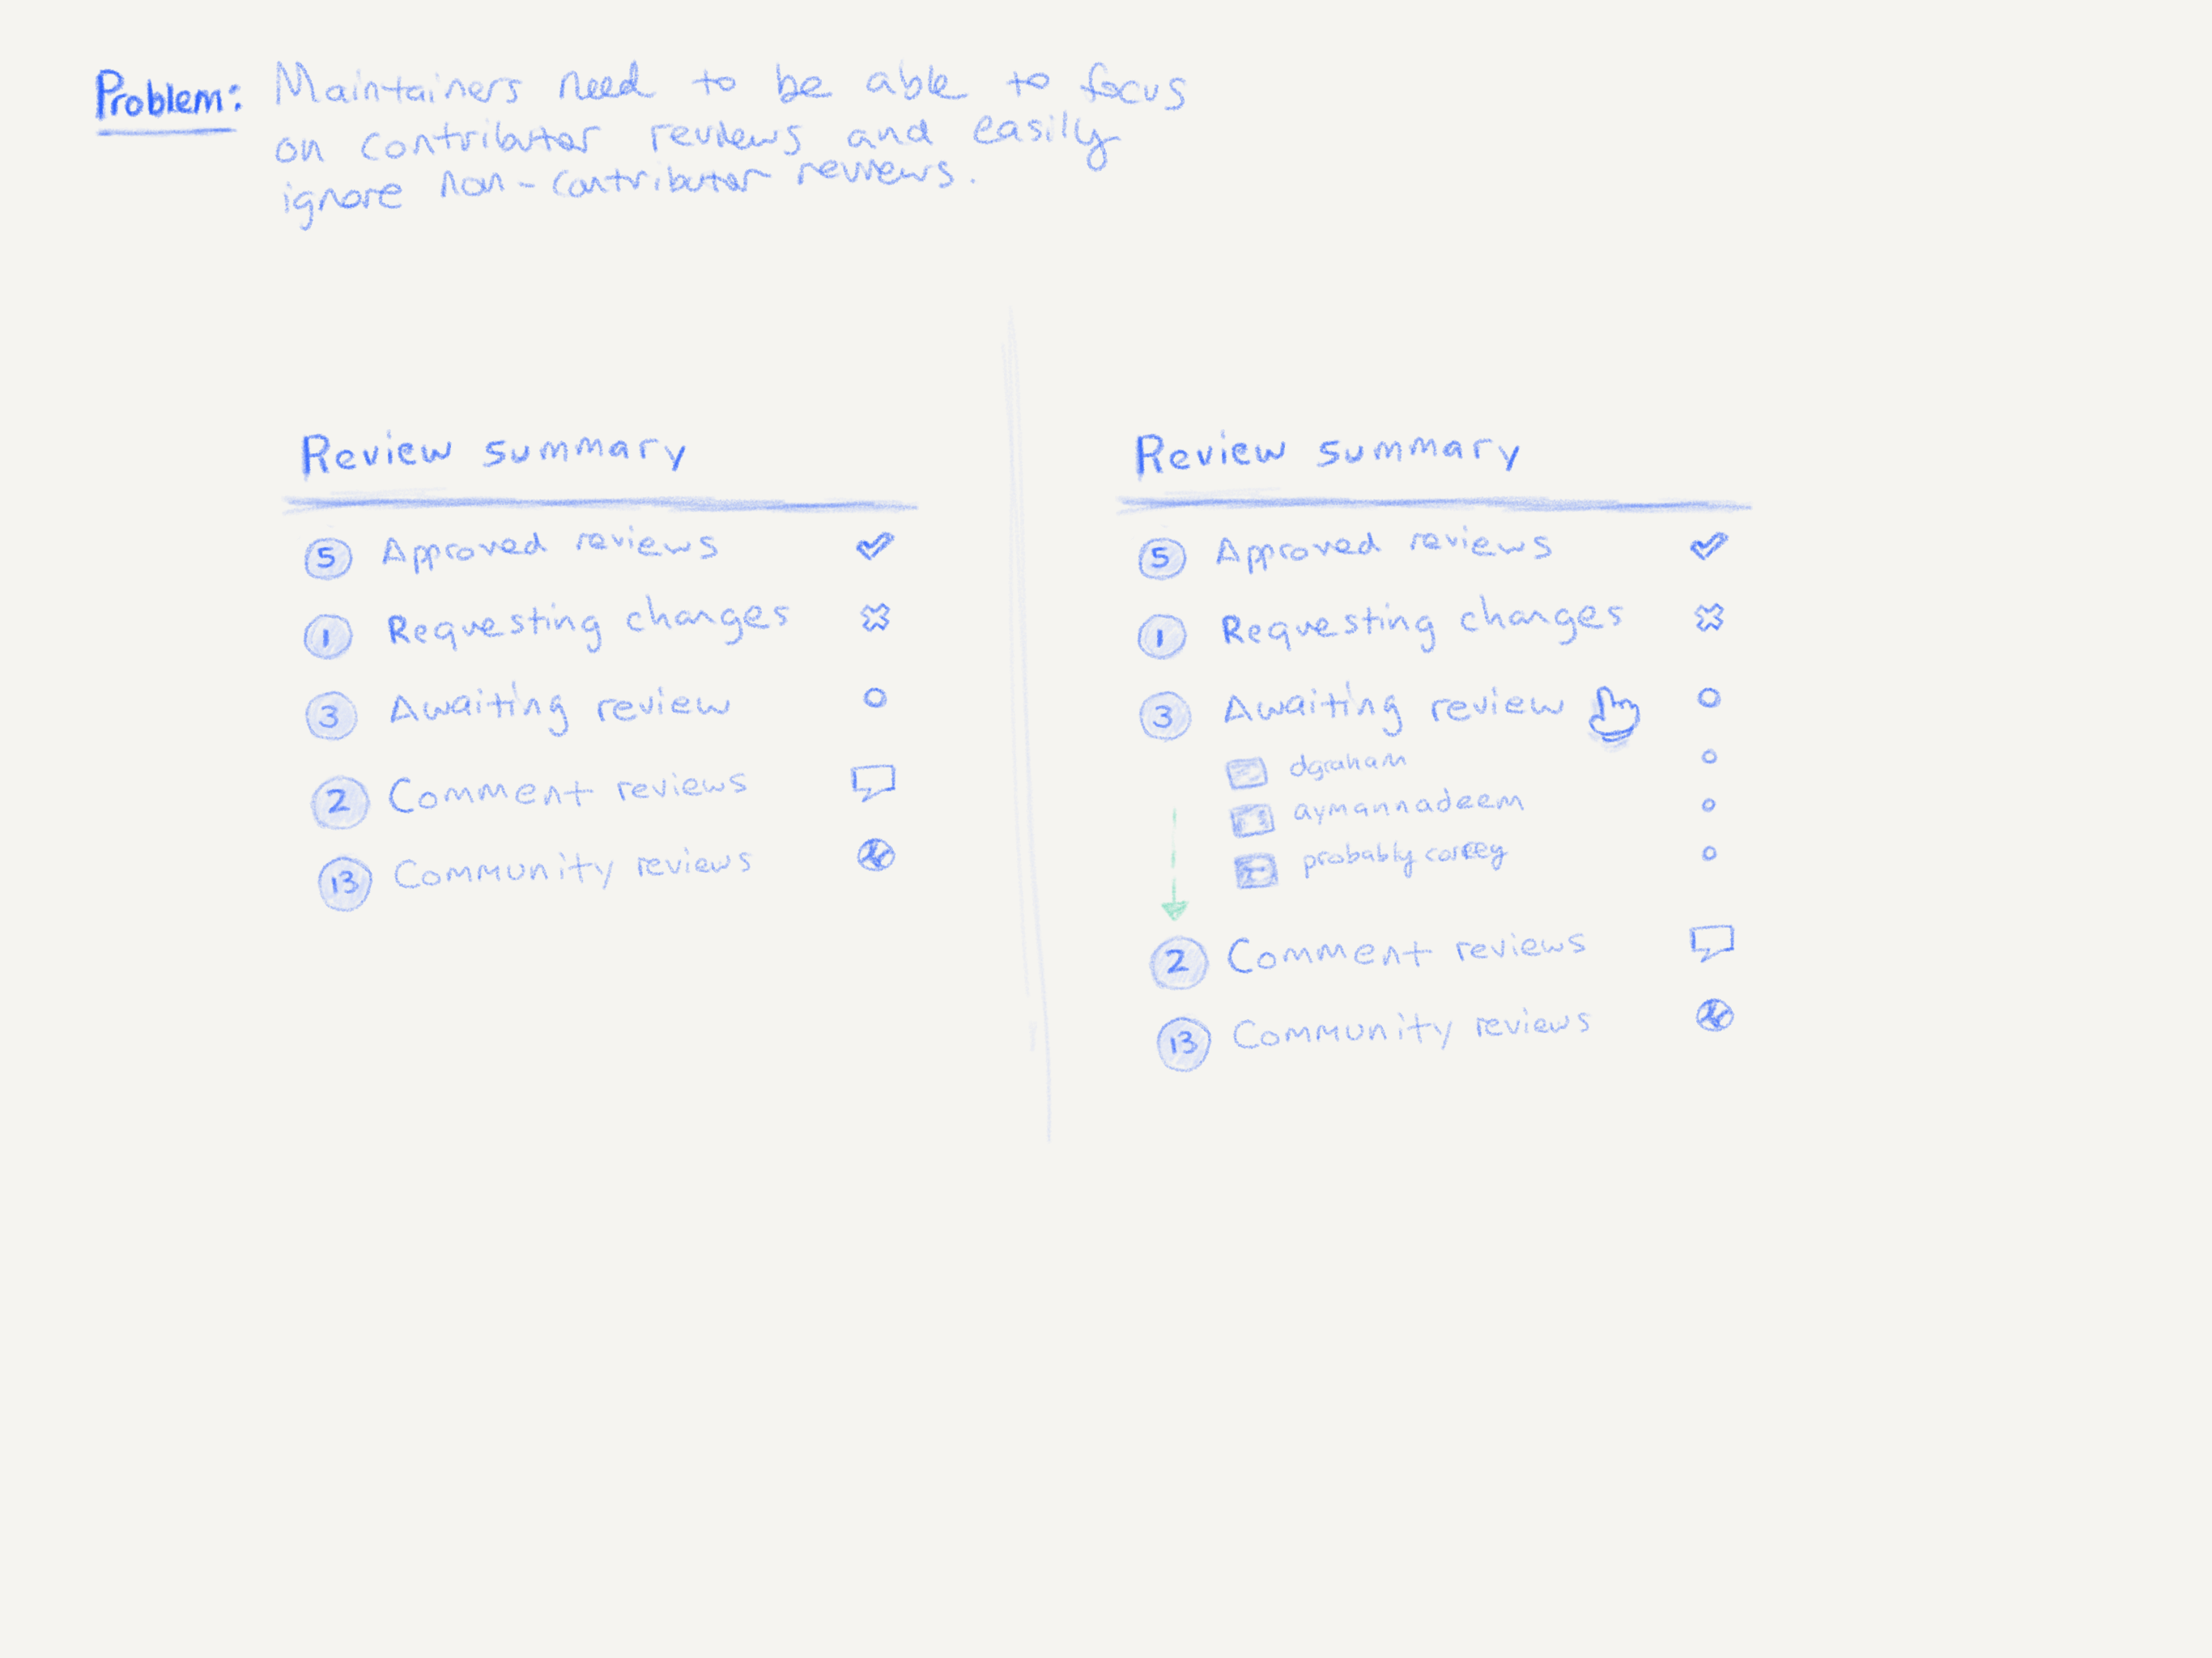 Problem: Maintainers need to be able to focus
on contributor reviews and easily
ignore non-contributor reviews.
Review summary
5 Approved reviews
1 Requesting changes
3 Awaiting review
2 Comment reviews
13 Community reviews
Review summary
5 Approved reviews
1 Requesting changes
3 Awaiting review
dgraham
aymannadeem
probablycorey
2 Comment reviews
13 Community reviews